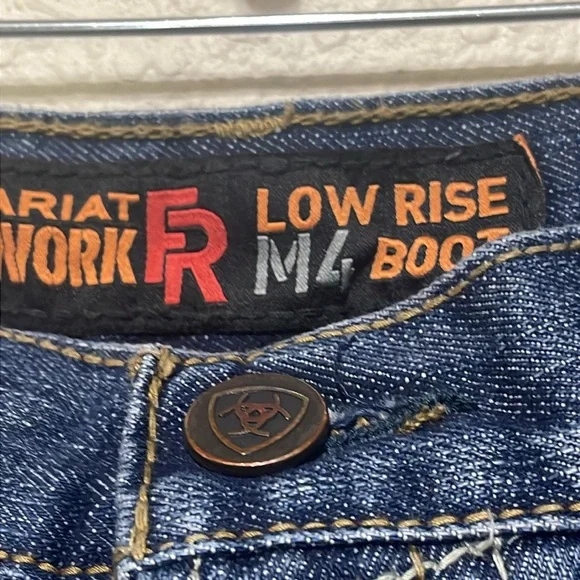 ARIAT
WORK
FR
LOW RISE
M4 BOOT